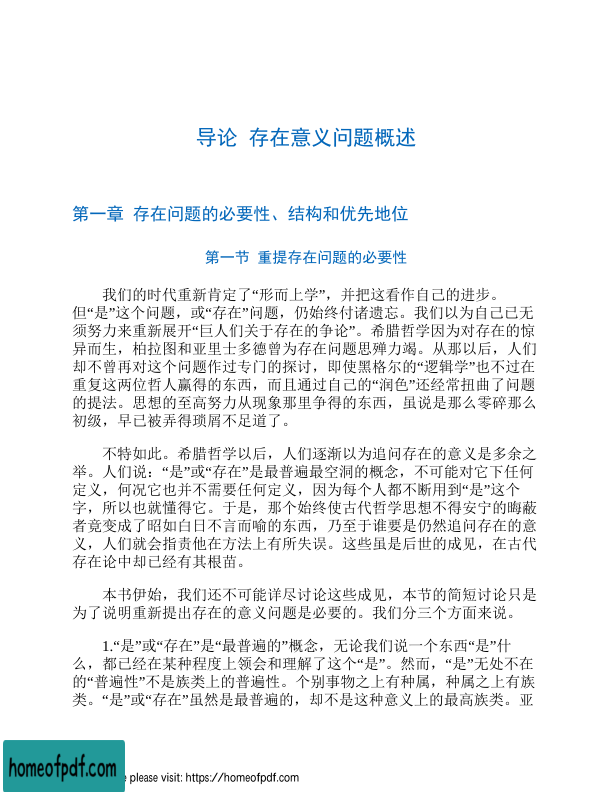 导论 存在意义问题概述
第一章 存在问题的必要性、结构和优先地位
第一节 重提存在问题的必要性
我们的时代重新肯定了“形而上学”，并把这看作自己的进步。
但“是”这个问题，或“存在”问题，仍始终付诸遗忘。我们以为自己已无
须努力来重新展开“巨人们关于存在的争论”。希腊哲学因为对存在的惊
异而生，柏拉图和亚里士多德曾为存在问题思殚力竭。从那以后，人们
却不曾再对这个问题作过专门的探讨，即使黑格尔的“逻辑学”也不过在
重复这两位哲人赢得的东西，而且通过自己的“润色”还经常扭曲了问题
的提法。思想的至高努力从现象那里争得的东西，虽说是那么零碎那么
初级，早已被弄得琐屑不足道了。
不特如此。希腊哲学以后，人们逐渐以为追问存在的意义是多余之
举。人们说：“是”或“存在”是最普遍最空洞的概念，不可能对它下任何
定义，何况它也并不需要任何定义，因为每个人都不断用到“是”这个
字，所以也就懂得它。于是，那个始终使古代哲学思想不得安宁的晦蔽
者竟变成了昭如白日不言而喻的东西，乃至于谁要是仍然追问存在的意
义，人们就会指责他在方法上有所失误。这些虽是后世的成见，在古代
存在论中却已经有其根苗。
本书伊始，我们还不可能详尽讨论这些成见，本节的简短讨论只是
为了说明重新提出存在的意义问题是必要的。我们分三个方面来说。
1.“是”或“存在”是“最普遍的”概念，无论我们说一个东西“是”什
么，都已经在某种程度上领会和理解了这个“是”。然而，“是”无处不在
的“普遍性”不是族类上的普遍性。个别事物之上有种属，种属之上有族
类。“是”或“存在”虽然是最普遍的，却不是这种意义上的最高族类。亚
homeofpdf.com
please visit: https://homeofpdf.com